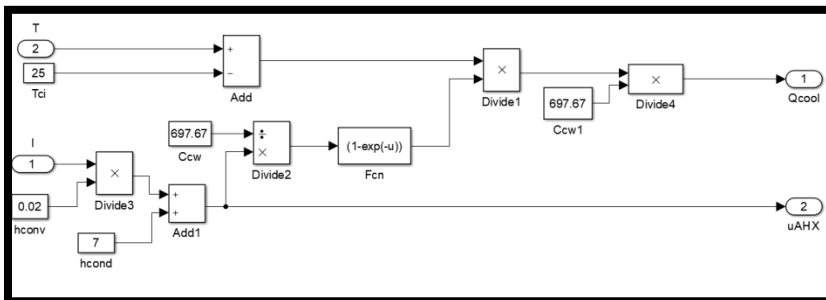 T
2
25
Tci
+
−
Add
×
Divide1
697.67
Ccw1
×
Divide4
1
Qcool
I
1
0.02
hconv
×
Divide3
697.67
Ccw
÷
×
Divide2
(1-exp(-u))
Fcn
7
hcond
+
+
Add1
2
uAHX